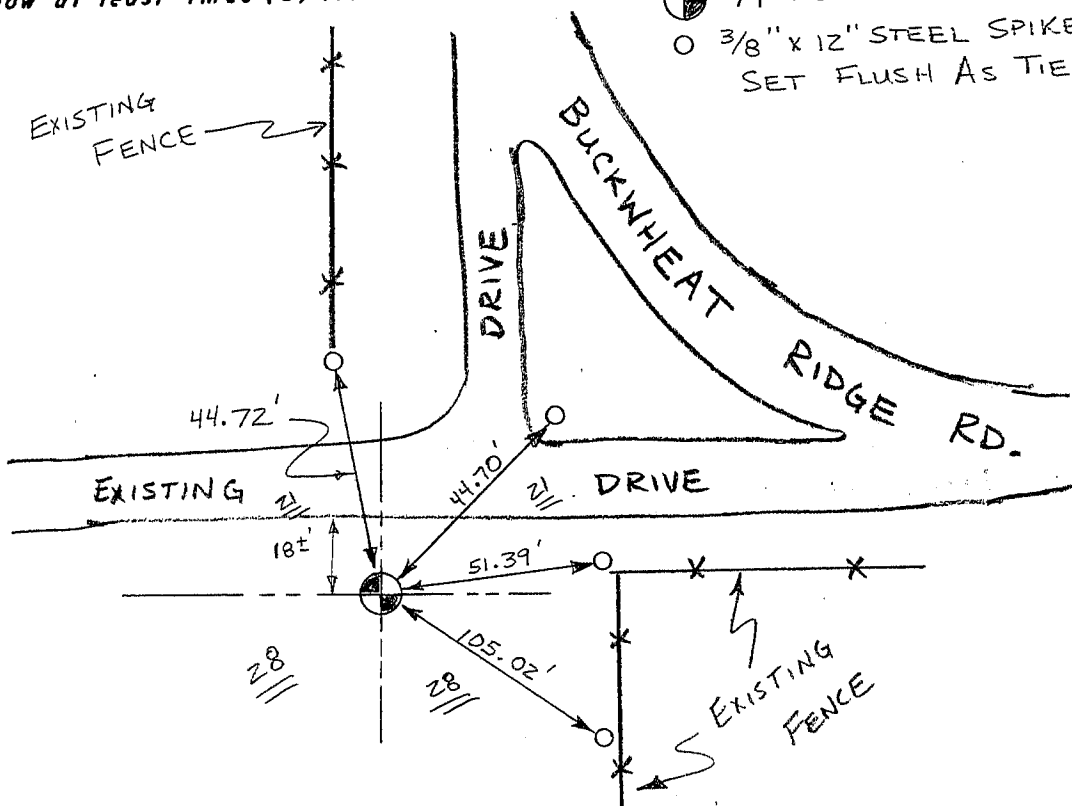 ○ 3/8" x 12" STEEL SPIKE
SET FLUSH AS TIE
EXISTING
FENCE
BUCKWHEAT RIDGE RD.
DRIVE
44.72'
EXISTING
21
44.70'
21
DRIVE
18±'
51.39'
105.02'
28
28
EXISTING
FENCE